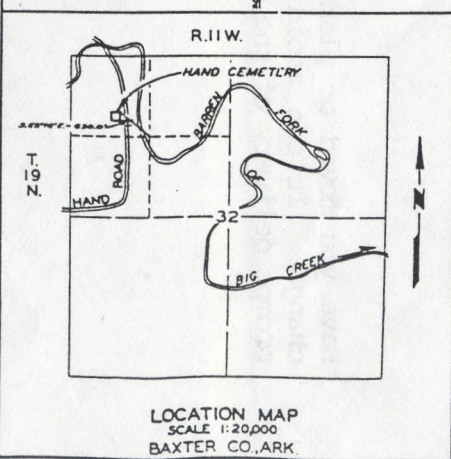 R.11W.
HAND CEMETERY
BARREN
FORK
T.
19
N.
HAND
ROAD
OF
32
BIG
CREEK
N
LOCATION MAP
SCALE 1:20,000
BAXTER CO., ARK.